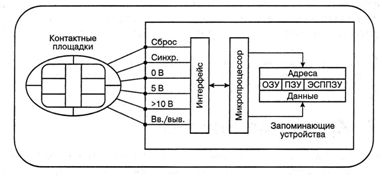 Контактные
площадки
Сброс
Синхр.
0 В
5 В
>10 В
Вв./выв.
Интерфейс
Микропроцессор
Адреса
ОЗУ ПЗУ ЭСППЗУ
Данные
Запоминающие
устройства